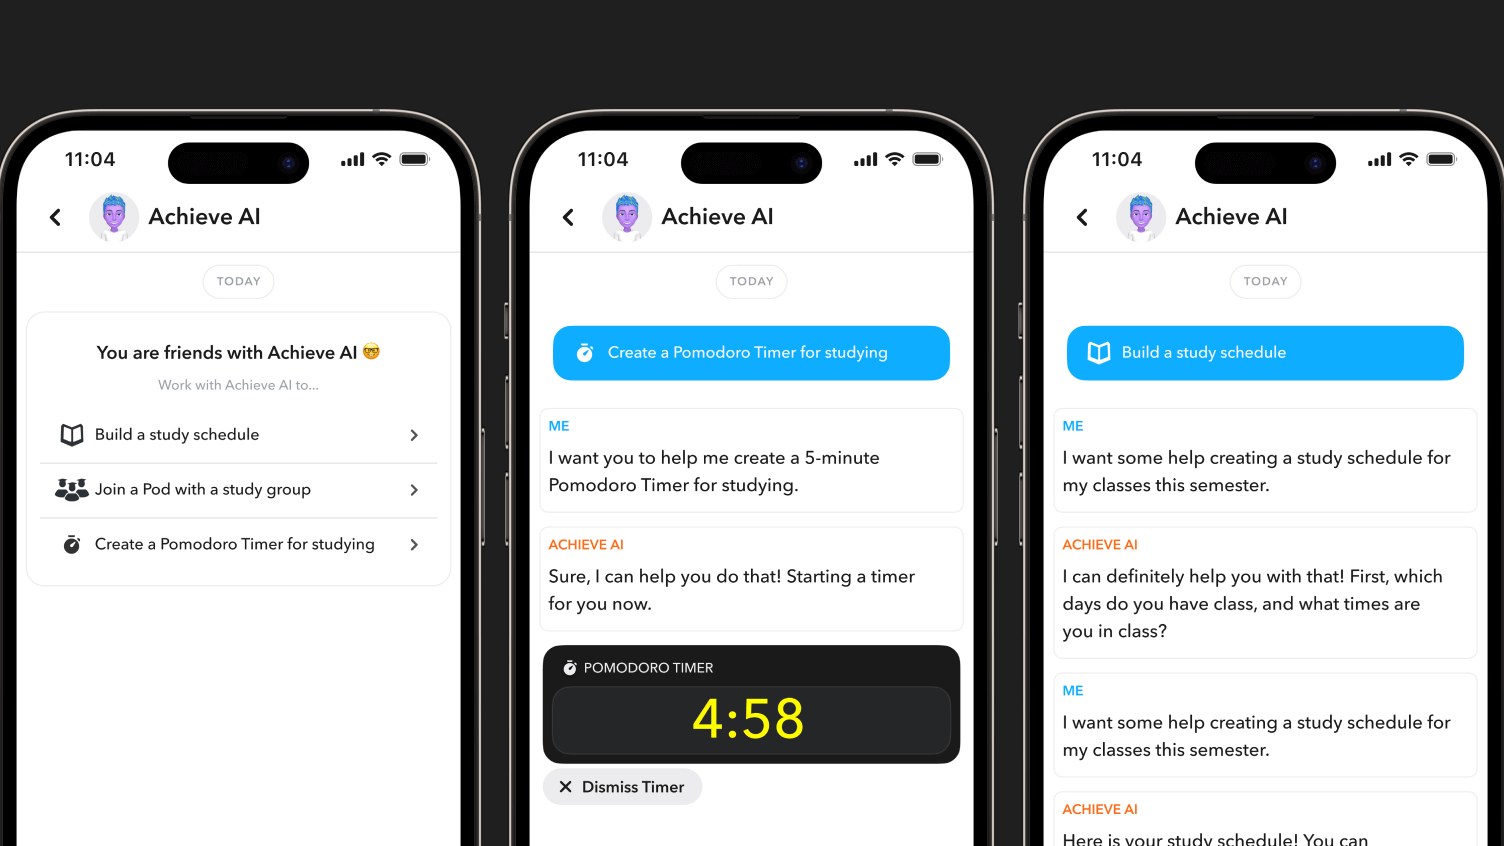 11:04
Achieve AI
TODAY
You are friends with Achieve AI 🤓
Work with Achieve AI to...
Build a study schedule
Join a Pod with a study group
Create a Pomodoro Timer for studying
11:04
Achieve AI
TODAY
Create a Pomodoro Timer for studying
ME
I want you to help me create a 5-minute
Pomodoro Timer for studying.
ACHIEVE AI
Sure, I can help you do that! Starting a timer
for you now.
POMODORO TIMER
4:58
Dismiss Timer
11:04
Achieve AI
TODAY
Build a study schedule
ME
I want some help creating a study schedule for
my classes this semester.
ACHIEVE AI
I can definitely help you with that! First, which
days do you have class, and what times are
you in class?
ME
I want some help creating a study schedule for
my classes this semester.
ACHIEVE AI
Here is your study schedule! You can